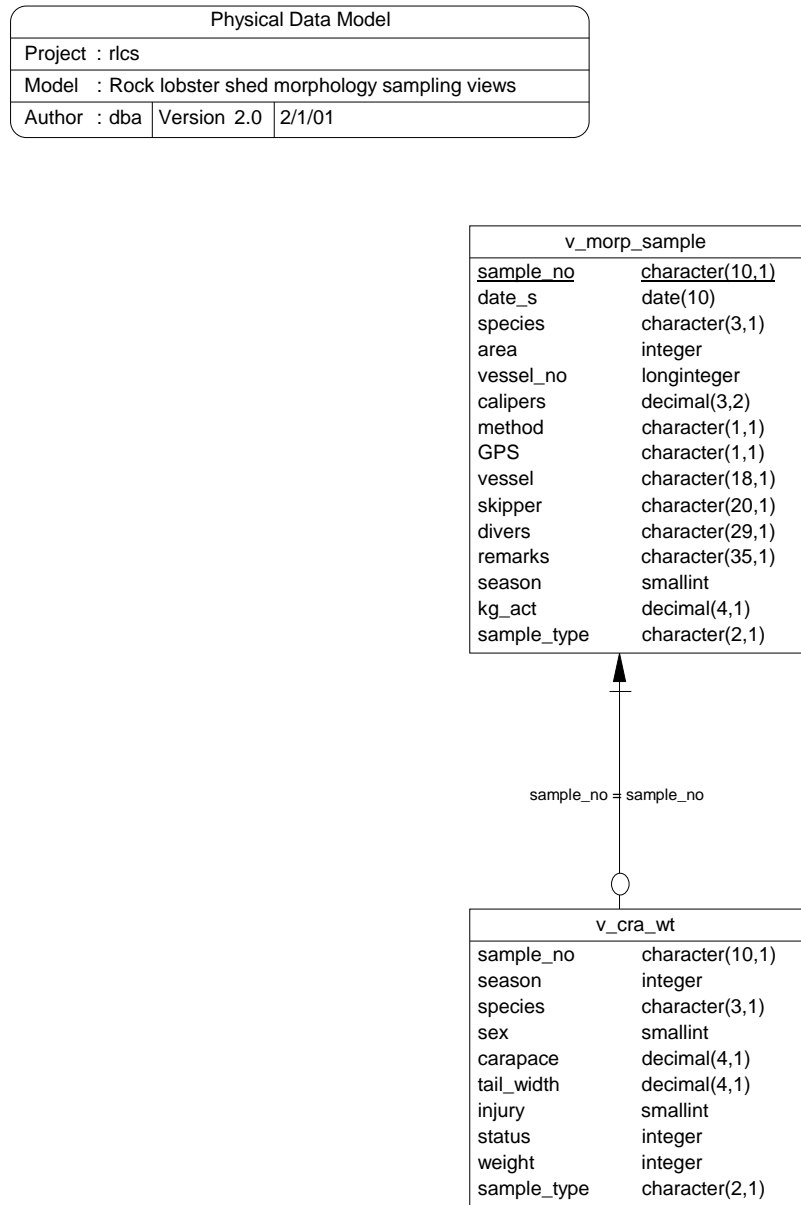 Physical Data Model
Project : rlcs
Model : Rock lobster shed morphology sampling views
Author : dba Version 2.0 2/1/01
v_morp_sample
sample_no character(10,1)
date_s date(10)
species character(3,1)
area integer
vessel_no longinteger
calipers decimal(3,2)
method character(1,1)
GPS character(1,1)
vessel character(18,1)
skipper character(20,1)
divers character(29,1)
remarks character(35,1)
season smallint
kg_act decimal(4,1)
sample_type character(2,1)
sample_no = sample_no
v_cra_wt
sample_no character(10,1)
season integer
species character(3,1)
sex smallint
carapace decimal(4,1)
tail_width decimal(4,1)
injury smallint
status integer
weight integer
sample_type character(2,1)